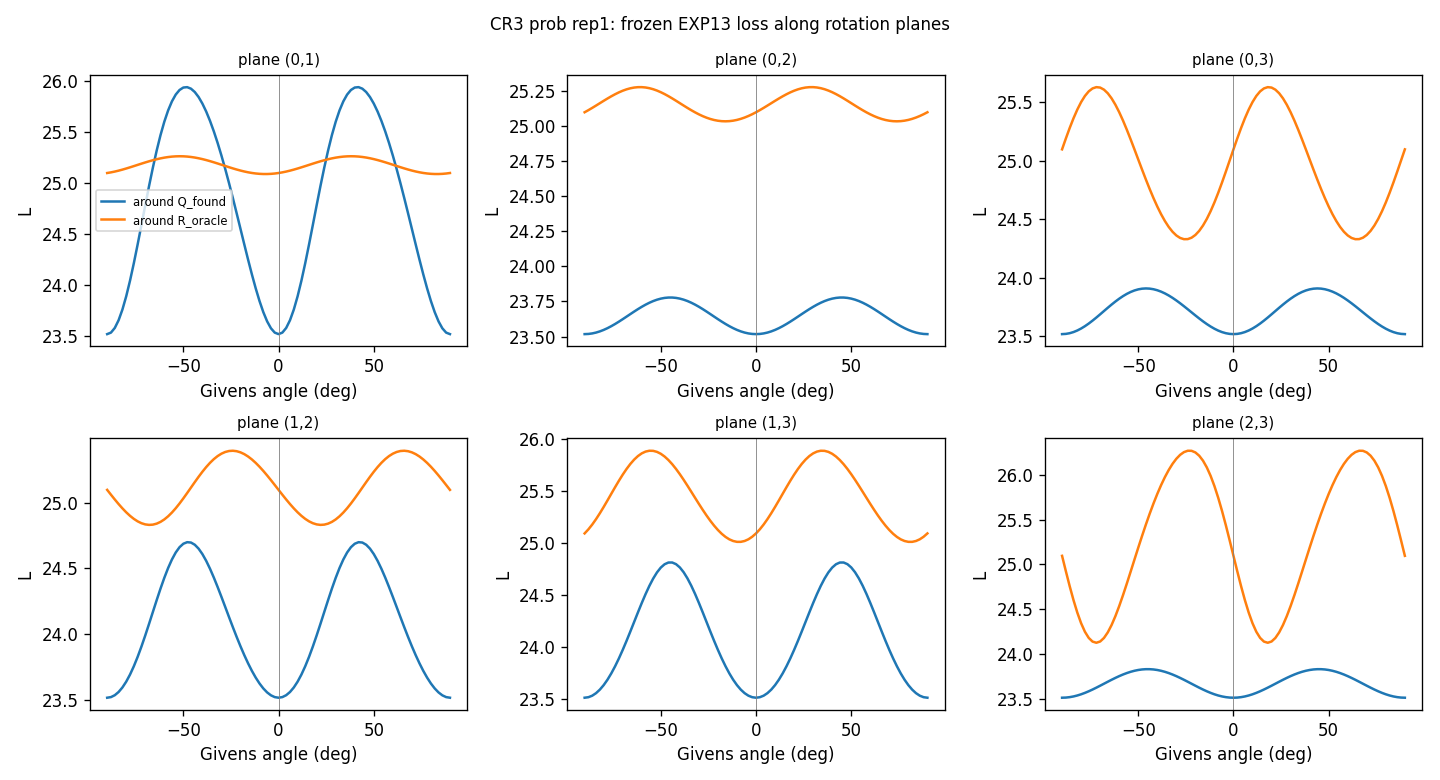 CR3 prob rep1: frozen EXP13 loss along rotation planes
plane (0,1)
26.0
25.5
25.0
24.5
24.0
23.5
L
around Q_found
around R_oracle
−50
0
50
Givens angle (deg)
plane (0,2)
25.25
25.00
24.75
24.50
24.25
24.00
23.75
23.50
L
−50
0
50
Givens angle (deg)
plane (0,3)
25.5
25.0
24.5
24.0
23.5
L
−50
0
50
Givens angle (deg)
plane (1,2)
25.0
24.5
24.0
23.5
L
−50
0
50
Givens angle (deg)
plane (1,3)
26.0
25.5
25.0
24.5
24.0
23.5
L
−50
0
50
Givens angle (deg)
plane (2,3)
26.0
25.5
25.0
24.5
24.0
23.5
L
−50
0
50
Givens angle (deg)